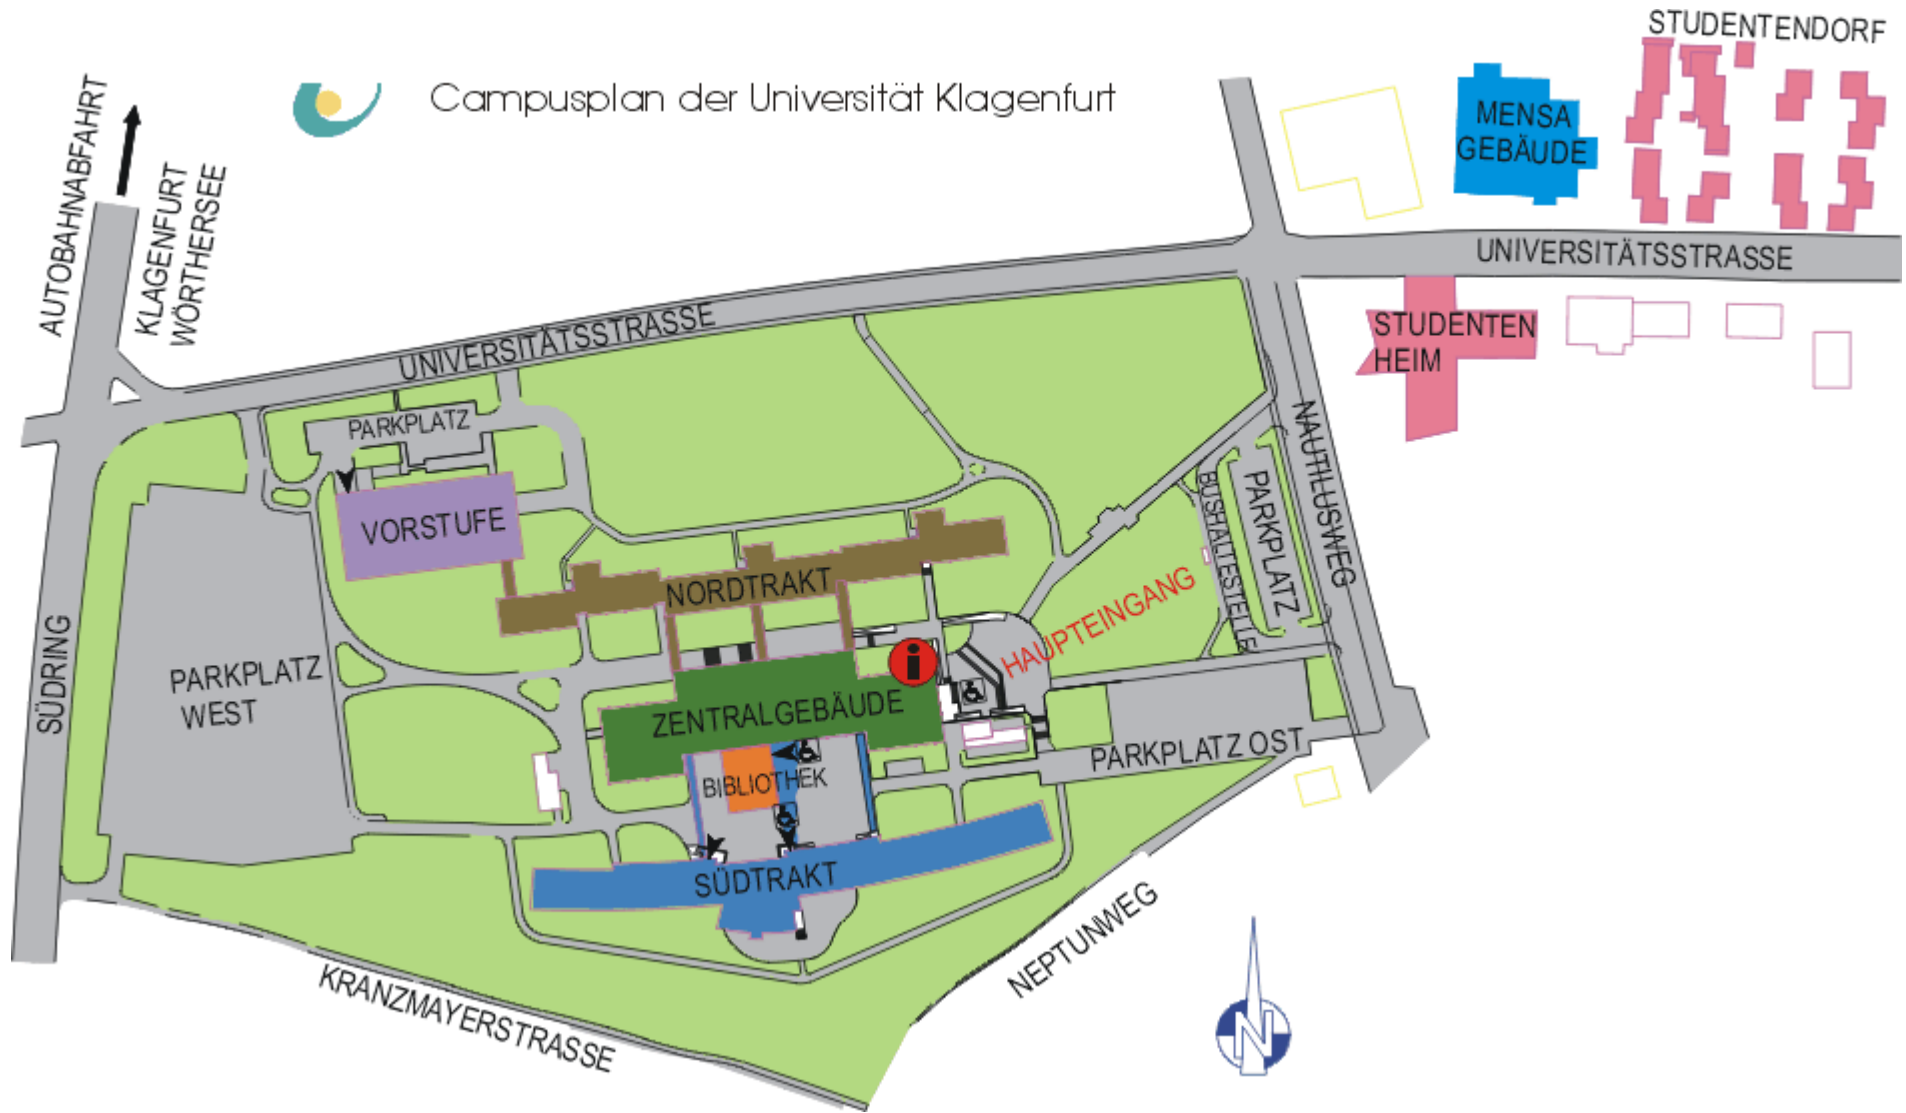 STUDENTENDORF
Campusplan der Universität Klagenfurt
MENSA
GEBÄUDE
AUTOBAHNABFAHRT
KLAGENFURT
WÖRTHERSEE
UNIVERSITÄTSSTRASSE
UNIVERSITÄTSSTRASSE
STUDENTEN
HEIM
PARKPLATZ
NAUTILUSWEG
VORSTUFE
BUSHALTESTELLE
PARKPLATZ
NORDTRAKT
HAUPTEINGANG
i
SÜDRING
PARKPLATZ
WEST
ZENTRALGEBÄUDE
PARKPLATZ OST
BIBLIOTHEK
SÜDTRAKT
NEPTUNWEG
KRANZMAYERSTRASSE
N